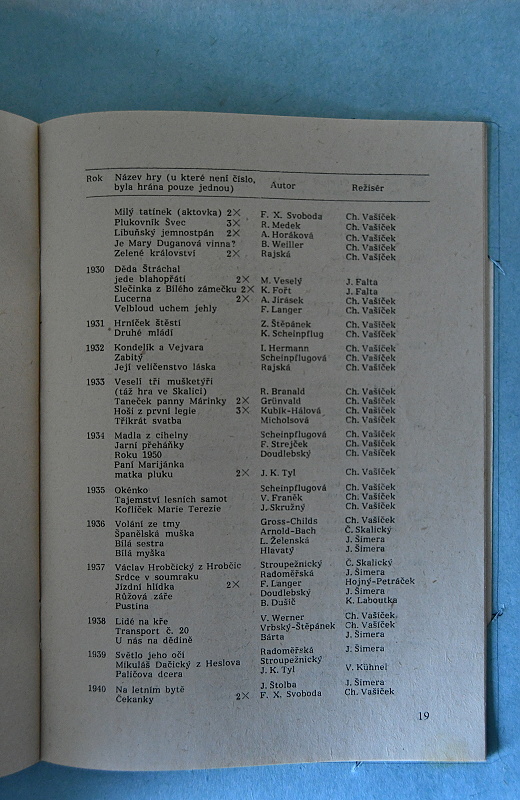 Rok Název hry (u které není číslo, Autor Režisér
byla hrána pouze jednou)
Milý tatínek (aktovka) 2× F. X. Svoboda Ch. Vašíček
Plukovník Švec 3× R. Medek Ch. Vašíček
Libuňský jemnostpán 2× A. Horáková Ch. Vašíček
Je Mary Duganová vinna? B. Weiller Ch. Vašíček
Zelené království 2× Rajská Ch. Vašíček
1930 Děda Štráchal
jede blahopřáti 2× M. Veselý J. Falta
Slečinka z Bílého zámečku 2× K. Fořt J. Falta
Lucerna 2× A. Jirásek Ch. Vašíček
Velbloud uchem jehly F. Langer Ch. Vašíček
1931 Hrníček štěstí Z. Štěpánek Ch. Vašíček
Druhé mládí K. Scheinpflug Ch. Vašíček
1932 Kondelík a Vejvara I. Hermann Ch. Vašíček
Zabitý Scheinpflugová Ch. Vašíček
Její veličenstvo láska Rajská Ch. Vašíček
1933 Veselí tři mušketýři
(táž hra ve Skalici) R. Branald Ch. Vašíček
Taneček panny Márinky 2× Grünvald Ch. Vašíček
Hoši z první legie 3× Kubík-Hálová Ch. Vašíček
Třikrát svatba Micholsová Ch. Vašíček
1934 Madla z cihelny Scheinpflugová Ch. Vašíček
Jarní přeháňky F. Strejček Ch. Vašíček
Roku 1950 Doudlebský Ch. Vašíček
Paní Marijánka
matka pluku 2× J. K. Tyl Ch. Vašíček
1935 Okénko Scheinpflugová Ch. Vašíček
Tajemství lesních samot V. Franěk Ch. Vašíček
Koflíček Marie Terezie J. Skružný Ch. Vašíček
1936 Volání ze tmy Gross-Childs Ch. Vašíček
Španělská muška Arnold-Bach Č. Skalický
Bílá sestra L. Želenská J. Šimera
Bílá myška Hlavatý J. Šimera
1937 Václav Hrobčický z Hrobčic Stroupežnický Č. Skalický
Srdce v soumraku Radoměřská J. Šimera
Jízdní hlídka 2× F. Langer Hojný-Petráček
Růžová záře Doudlebský J. Šimera
Pustina B. Dušič K. Laboutka
1938 Lidé na kře V. Werner Ch. Vašíček
Transport č. 20 Vrbský-Štěpánek Ch. Vašíček
U nás na dědině Bárta J. Šimera
1939 Světlo jeho očí Radoměřská J. Šimera
Mikuláš Dačický z Heslova Stroupežnický
Paličova dcera J. K. Tyl V. Kühnel
1940 Na letním bytě J. Štolba J. Šimera
Čekanky 2× F. X. Svoboda Ch. Vašíček
19